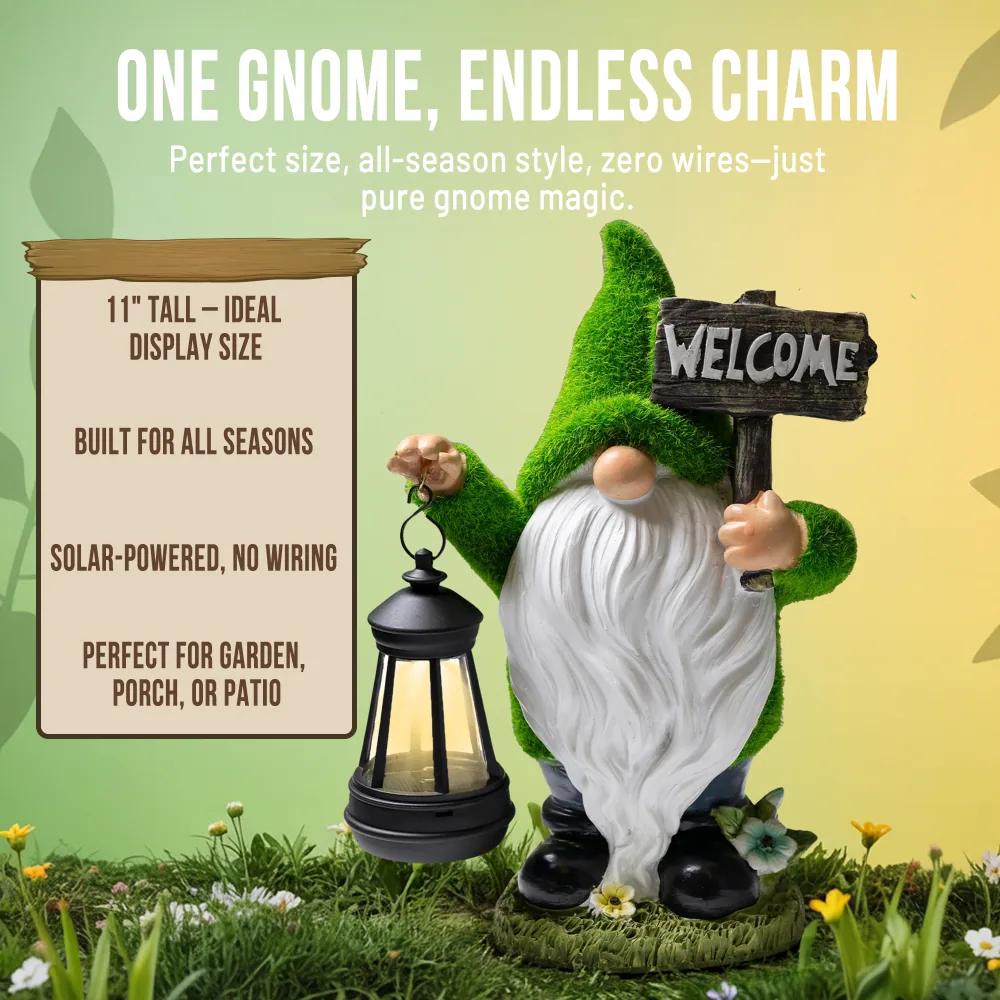 ONE GNOME, ENDLESS CHARM
Perfect size, all-season style, zero wires—just
pure gnome magic.
11" TALL – IDEAL
DISPLAY SIZE
BUILT FOR ALL SEASONS
SOLAR-POWERED, NO WIRING
PERFECT FOR GARDEN,
PORCH, OR PATIO
WELCOME